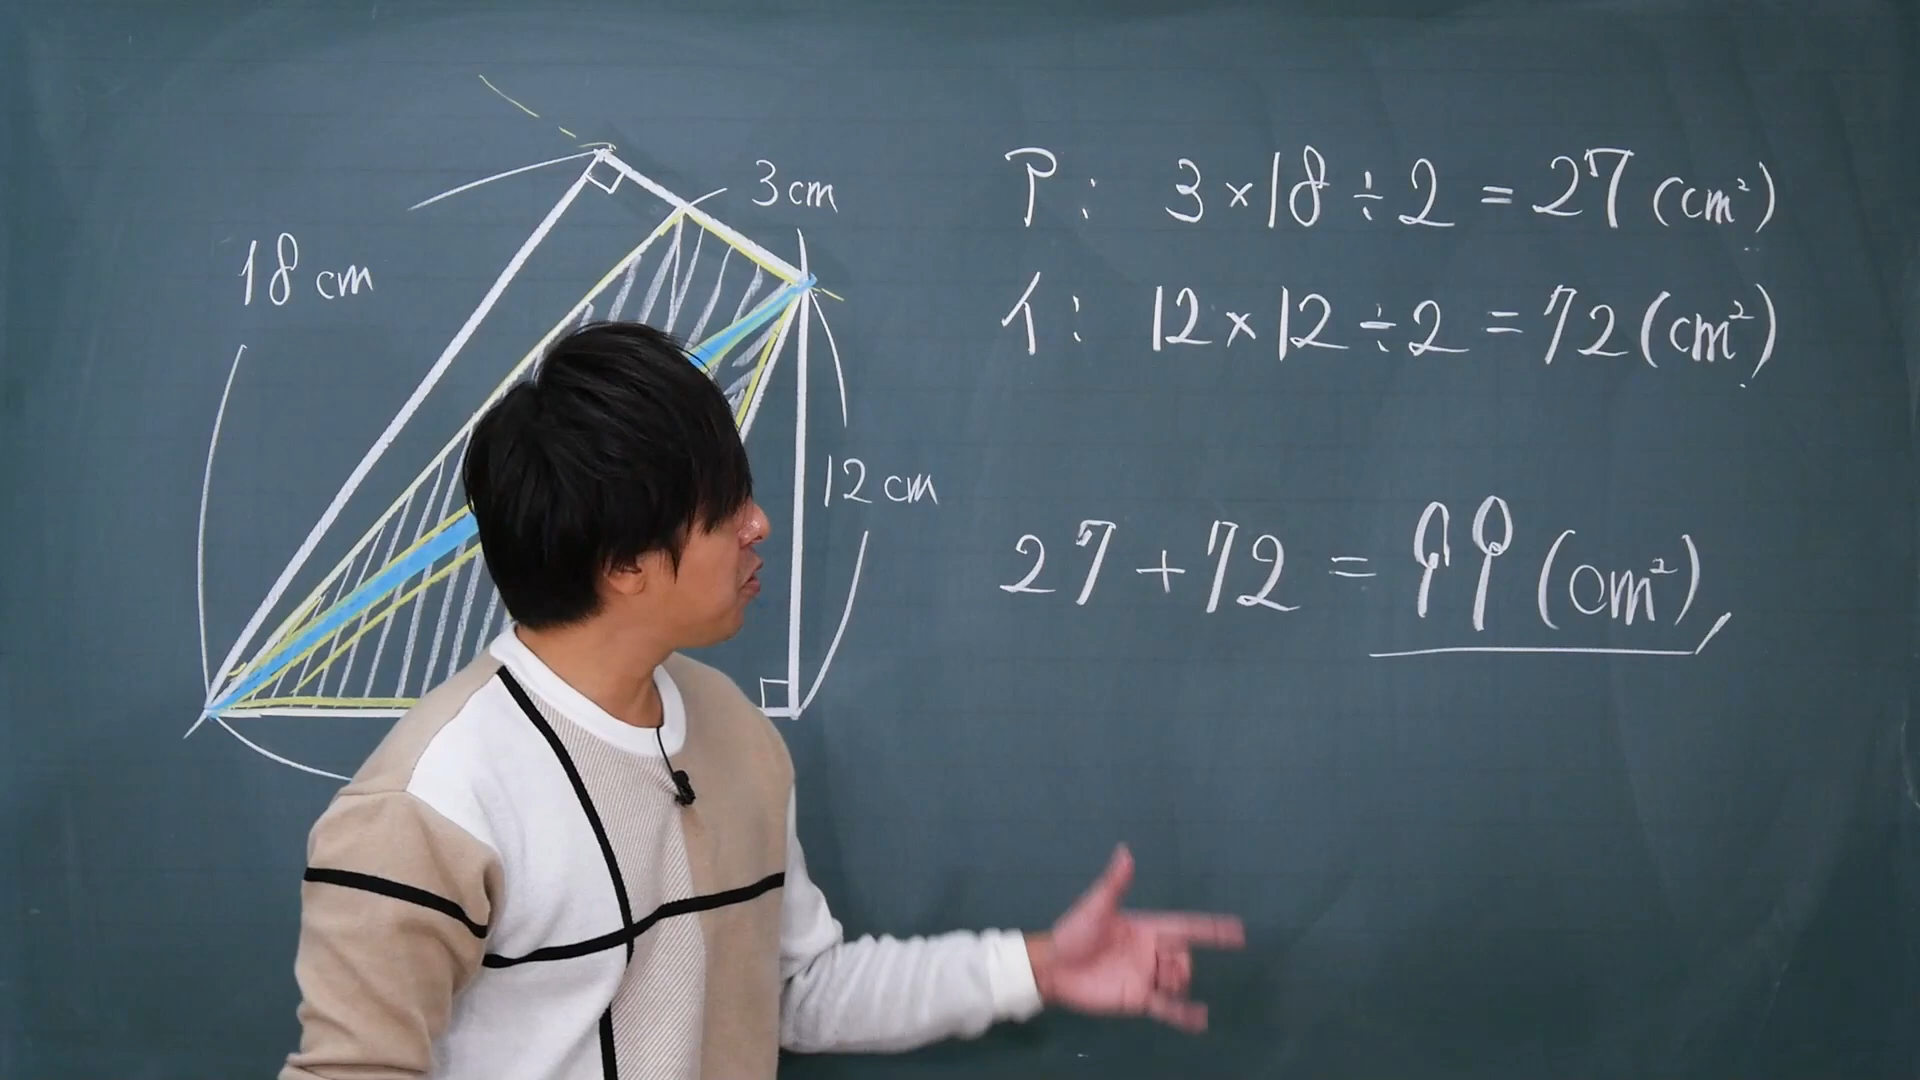 18cm
3cm
12cm
ア: 3×18÷2=27(cm²)
イ: 12×12÷2=72(cm²)
27+72=99(cm²)